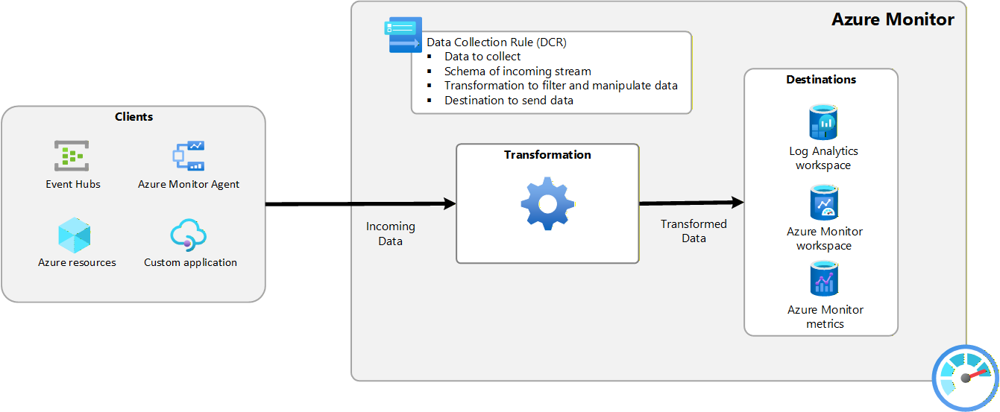 Azure Monitor
Data Collection Rule (DCR)
▪ Data to collect
▪ Schema of incoming stream
▪ Transformation to filter and manipulate data
▪ Destination to send data
Clients
Event Hubs
Azure Monitor Agent
Azure resources
Custom application
Incoming
Data
Transformation
Transformed
Data
Destinations
Log Analytics
workspace
Azure Monitor
workspace
Azure Monitor
metrics